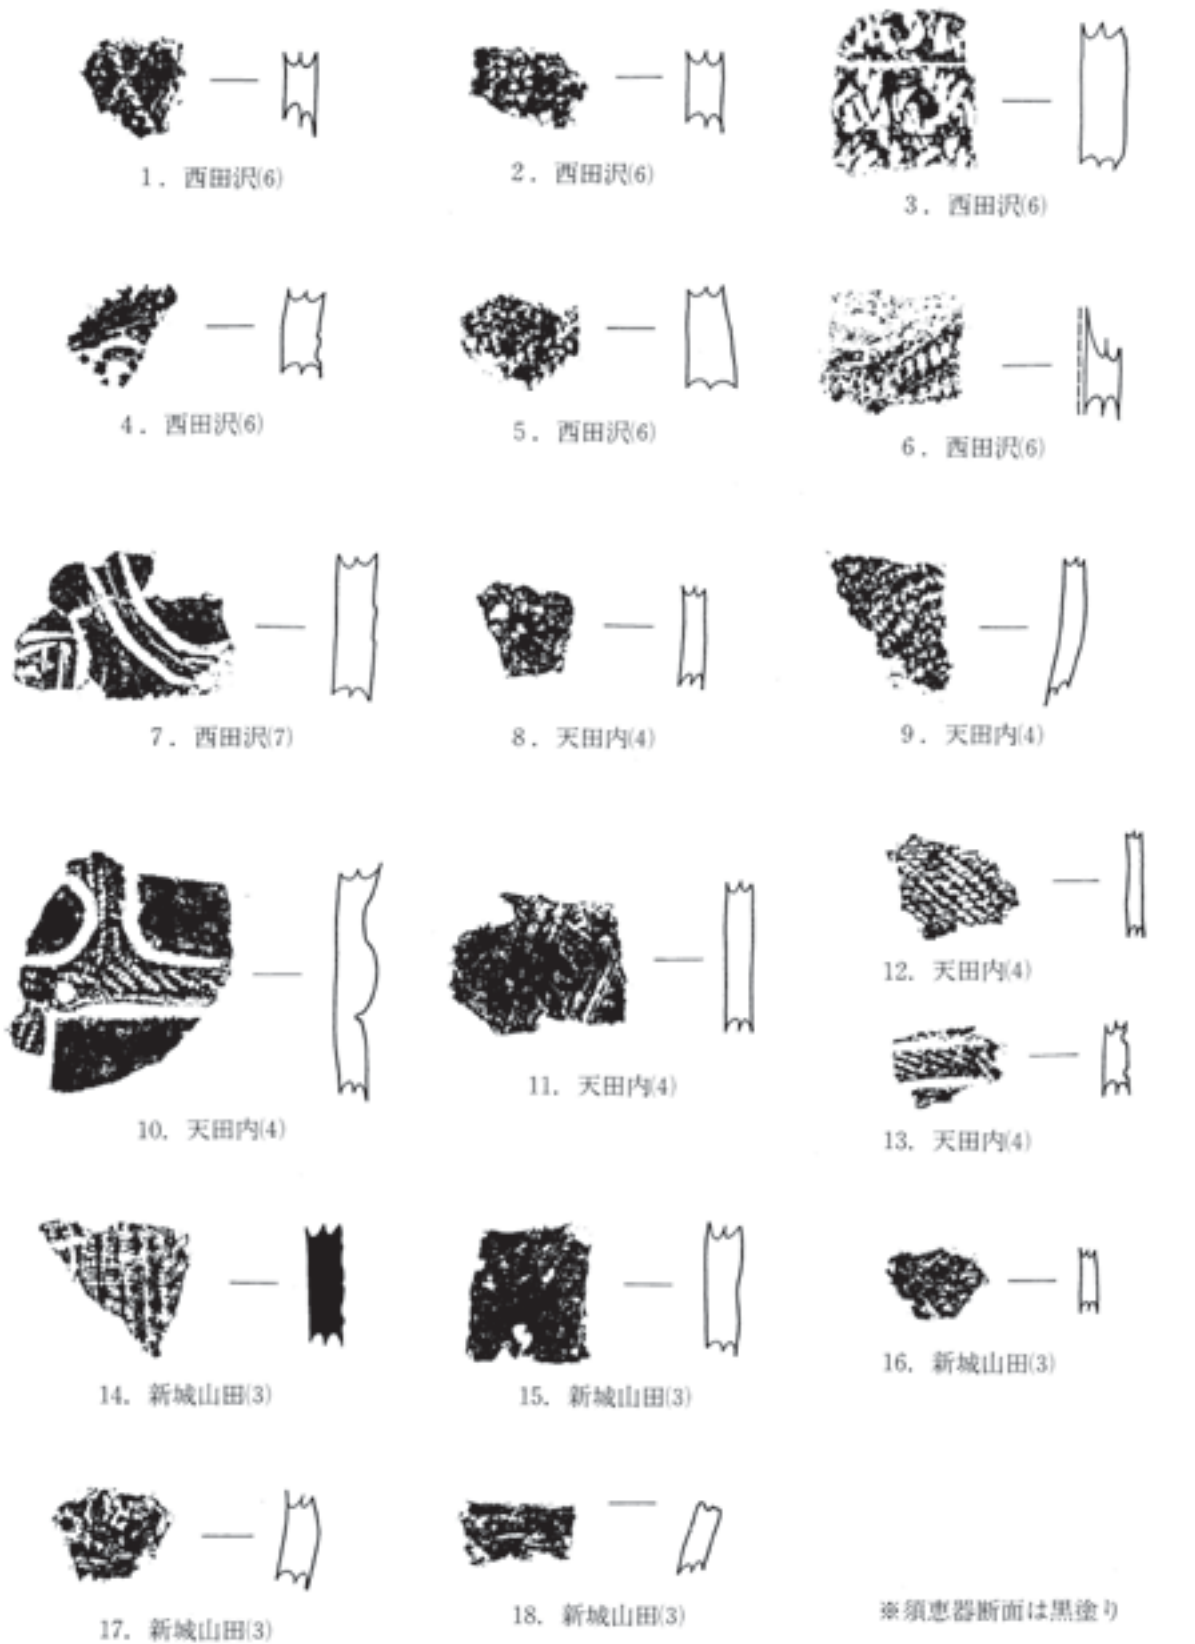 1. 西田沢(6)
2. 西田沢(6)
3. 西田沢(6)
4. 西田沢(6)
5. 西田沢(6)
6. 西田沢(6)
7. 西田沢(7)
8. 天田内(4)
9. 天田内(4)
10. 天田内(4)
11. 天田内(4)
12. 天田内(4)
13. 天田内(4)
14. 新城山田(3)
15. 新城山田(3)
16. 新城山田(3)
17. 新城山田(3)
18. 新城山田(3)
※須恵器断面は黒塗り